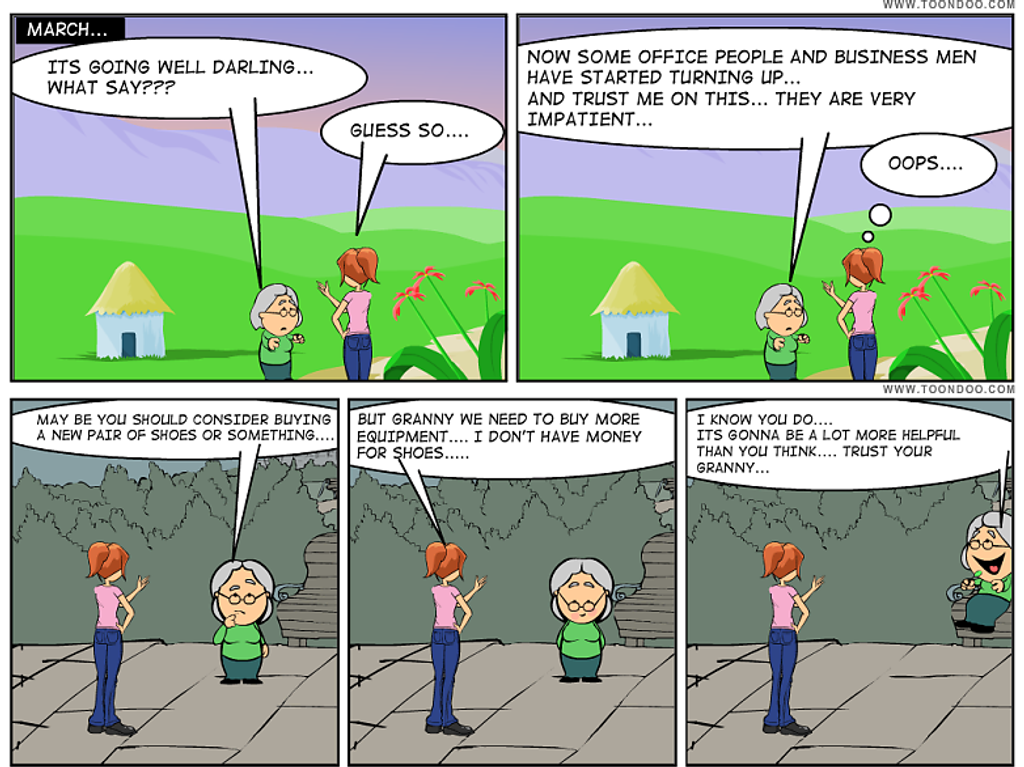 WWW.TOONDOO.COM
MARCH...
ITS GOING WELL DARLING...
WHAT SAY???
GUESS SO....
NOW SOME OFFICE PEOPLE AND BUSINESS MEN
HAVE STARTED TURNING UP...
AND TRUST ME ON THIS... THEY ARE VERY
IMPATIENT...
OOPS....
WWW.TOONDOO.COM
MAY BE YOU SHOULD CONSIDER BUYING
A NEW PAIR OF SHOES OR SOMETHING....
BUT GRANNY WE NEED TO BUY MORE
EQUIPMENT.... I DON'T HAVE MONEY
FOR SHOES.....
I KNOW YOU DO....
ITS GONNA BE A LOT MORE HELPFUL
THAN YOU THINK.... TRUST YOUR
GRANNY...